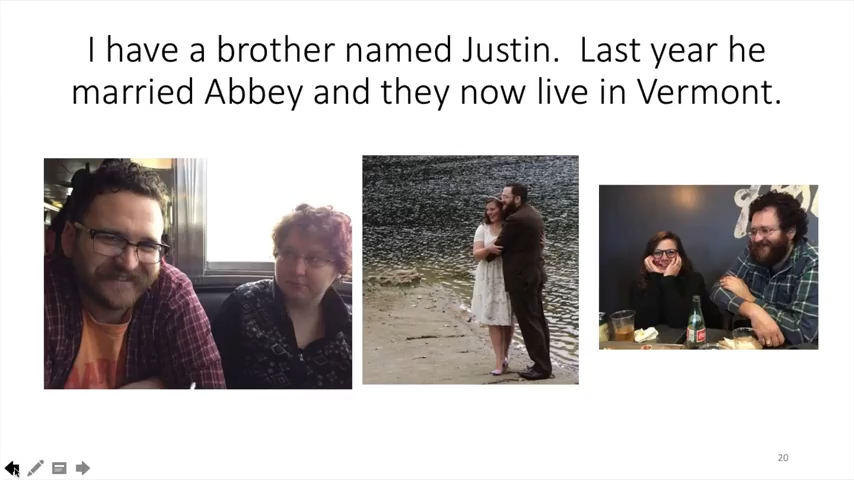 I have a brother named Justin.  Last year he
married Abbey and they now live in Vermont.
20